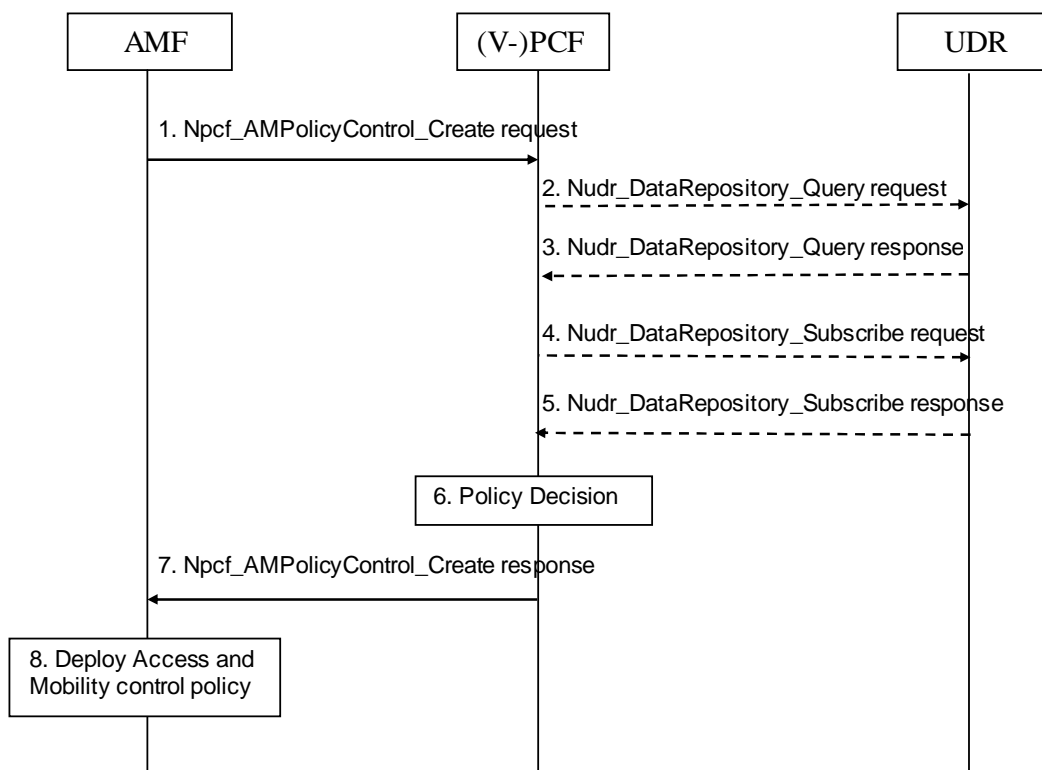 AMF
(V-)PCF
UDR
1. Npcf_AMPolicyControl_Create request
2. Nudr_DataRepository_Query request
3. Nudr_DataRepository_Query response
4. Nudr_DataRepository_Subscribe request
5. Nudr_DataRepository_Subscribe response
6. Policy Decision
7. Npcf_AMPolicyControl_Create response
8. Deploy Access and
Mobility control policy